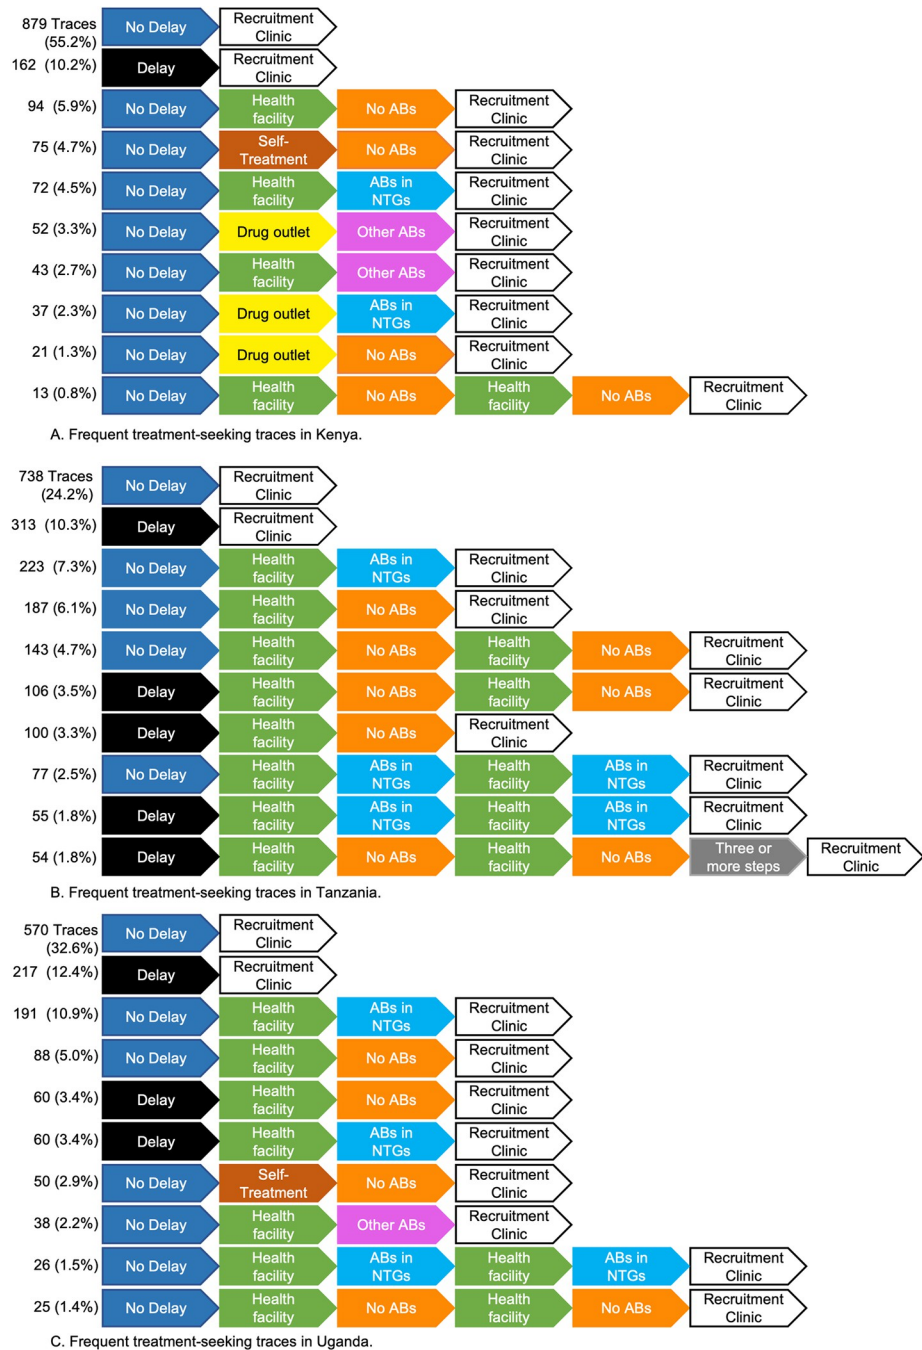 879 Traces
(55.2%)
No Delay
Recruitment
Clinic
162 (10.2%)
Delay
Recruitment
Clinic
94 (5.9%)
No Delay
Health
facility
No ABs
Recruitment
Clinic
75 (4.7%)
No Delay
Self-
Treatment
No ABs
Recruitment
Clinic
72 (4.5%)
No Delay
Health
facility
ABs in
NTGs
Recruitment
Clinic
52 (3.3%)
No Delay
Drug outlet
Other ABs
Recruitment
Clinic
43 (2.7%)
No Delay
Health
facility
Other ABs
Recruitment
Clinic
37 (2.3%)
No Delay
Drug outlet
ABs in
NTGs
Recruitment
Clinic
21 (1.3%)
No Delay
Drug outlet
No ABs
Recruitment
Clinic
13 (0.8%)
No Delay
Health
facility
No ABs
Health
facility
No ABs
Recruitment
Clinic
A. Frequent treatment-seeking traces in Kenya.
738 Traces
(24.2%)
No Delay
Recruitment
Clinic
313 (10.3%)
Delay
Recruitment
Clinic
223 (7.3%)
No Delay
Health
facility
ABs in
NTGs
Recruitment
Clinic
187 (6.1%)
No Delay
Health
facility
No ABs
Recruitment
Clinic
143 (4.7%)
No Delay
Health
facility
No ABs
Health
facility
No ABs
Recruitment
Clinic
106 (3.5%)
Delay
Health
facility
No ABs
Health
facility
No ABs
Recruitment
Clinic
100 (3.3%)
Delay
Health
facility
No ABs
Recruitment
Clinic
77 (2.5%)
No Delay
Health
facility
ABs in
NTGs
Health
facility
ABs in
NTGs
Recruitment
Clinic
55 (1.8%)
Delay
Health
facility
ABs in
NTGs
Health
facility
ABs in
NTGs
Recruitment
Clinic
54 (1.8%)
Delay
Health
facility
No ABs
Health
facility
No ABs
Three or
more steps
Recruitment
Clinic
B. Frequent treatment-seeking traces in Tanzania.
570 Traces
(32.6%)
No Delay
Recruitment
Clinic
217 (12.4%)
Delay
Recruitment
Clinic
191 (10.9%)
No Delay
Health
facility
ABs in
NTGs
Recruitment
Clinic
88 (5.0%)
No Delay
Health
facility
No ABs
Recruitment
Clinic
60 (3.4%)
Delay
Health
facility
No ABs
Recruitment
Clinic
60 (3.4%)
Delay
Health
facility
ABs in
NTGs
Recruitment
Clinic
50 (2.9%)
No Delay
Self-
Treatment
No ABs
Recruitment
Clinic
38 (2.2%)
No Delay
Health
facility
Other ABs
Recruitment
Clinic
26 (1.5%)
No Delay
Health
facility
ABs in
NTGs
Health
facility
ABs in
NTGs
Recruitment
Clinic
25 (1.4%)
No Delay
Health
facility
No ABs
Health
facility
No ABs
Recruitment
Clinic
C. Frequent treatment-seeking traces in Uganda.